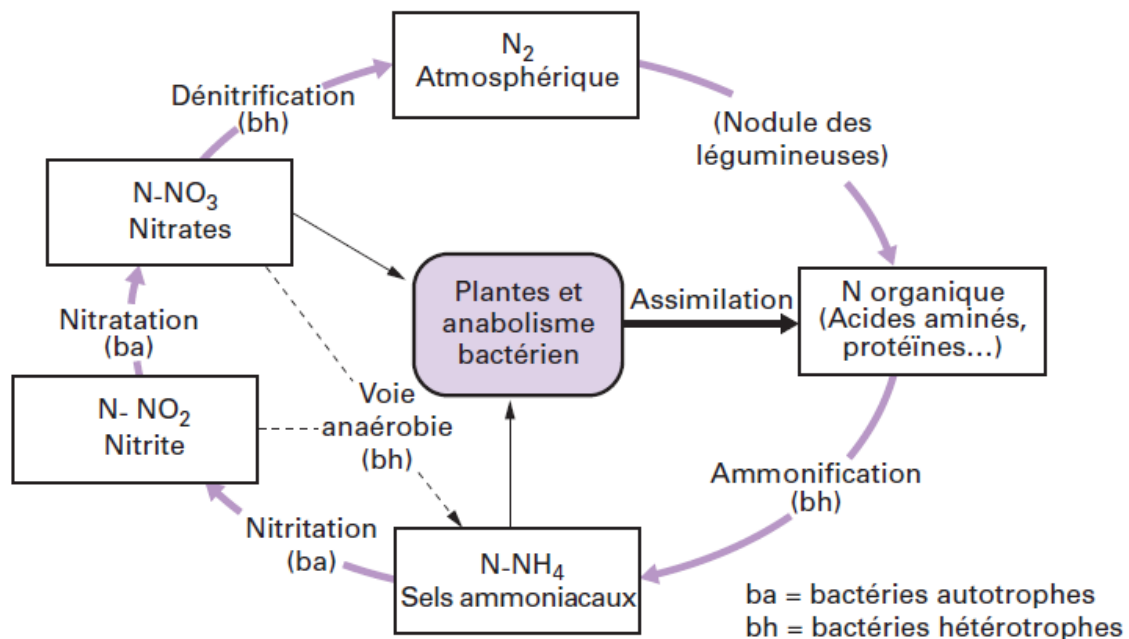 N₂
Atmosphérique
Dénitrification
(bh)
(Nodule des
légumineuses)
N-NO₃
Nitrates
Plantes et
anabolisme
bactérien
Assimilation
N organique
(Acides aminés,
protéïnes...)
Nitratation
(ba)
N- NO₂
Nitrite
Voie
anaérobie
(bh)
Ammonification
(bh)
Nitritation
(ba)
N-NH₄
Sels ammoniacaux
ba = bactéries autotrophes
bh = bactéries hétérotrophes